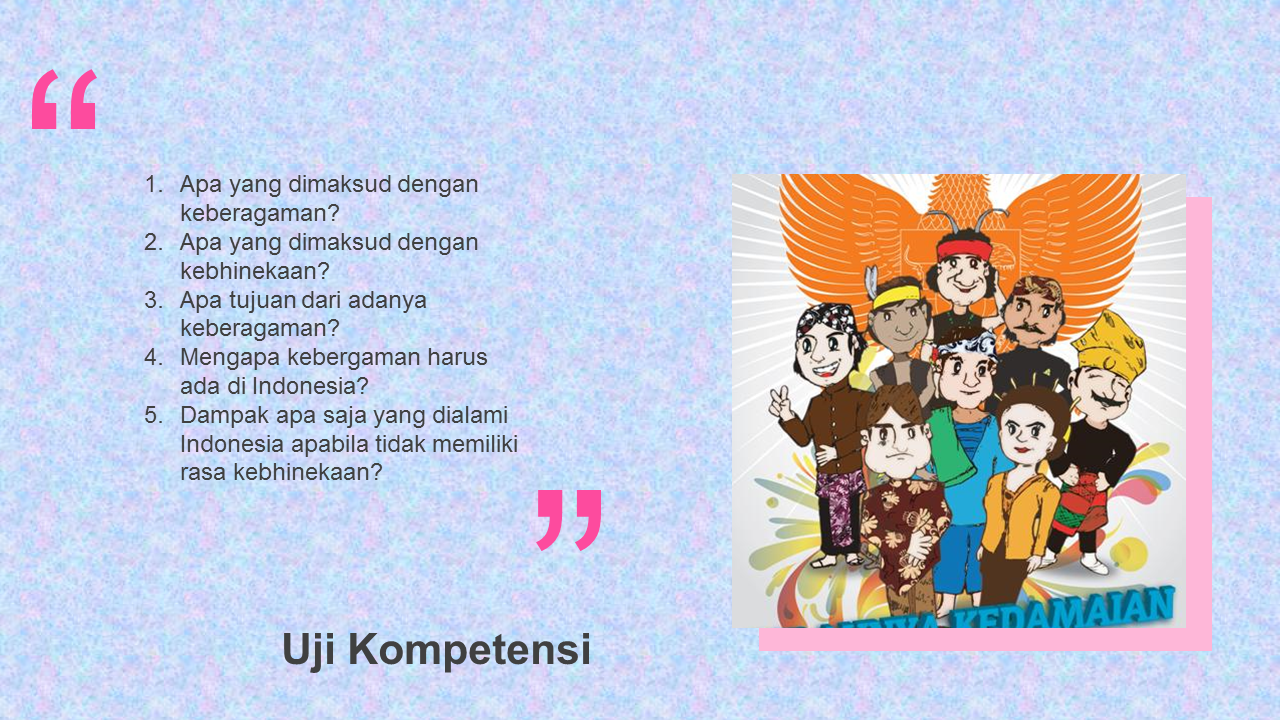 “
1. Apa yang dimaksud dengan
keberagaman?
2. Apa yang dimaksud dengan
kebhinekaan?
3. Apa tujuan dari adanya
keberagaman?
4. Mengapa kebergaman harus
ada di Indonesia?
5. Dampak apa saja yang dialami
Indonesia apabila tidak memiliki
rasa kebhinekaan?
”
Uji Kompetensi
KEDAMAIAN